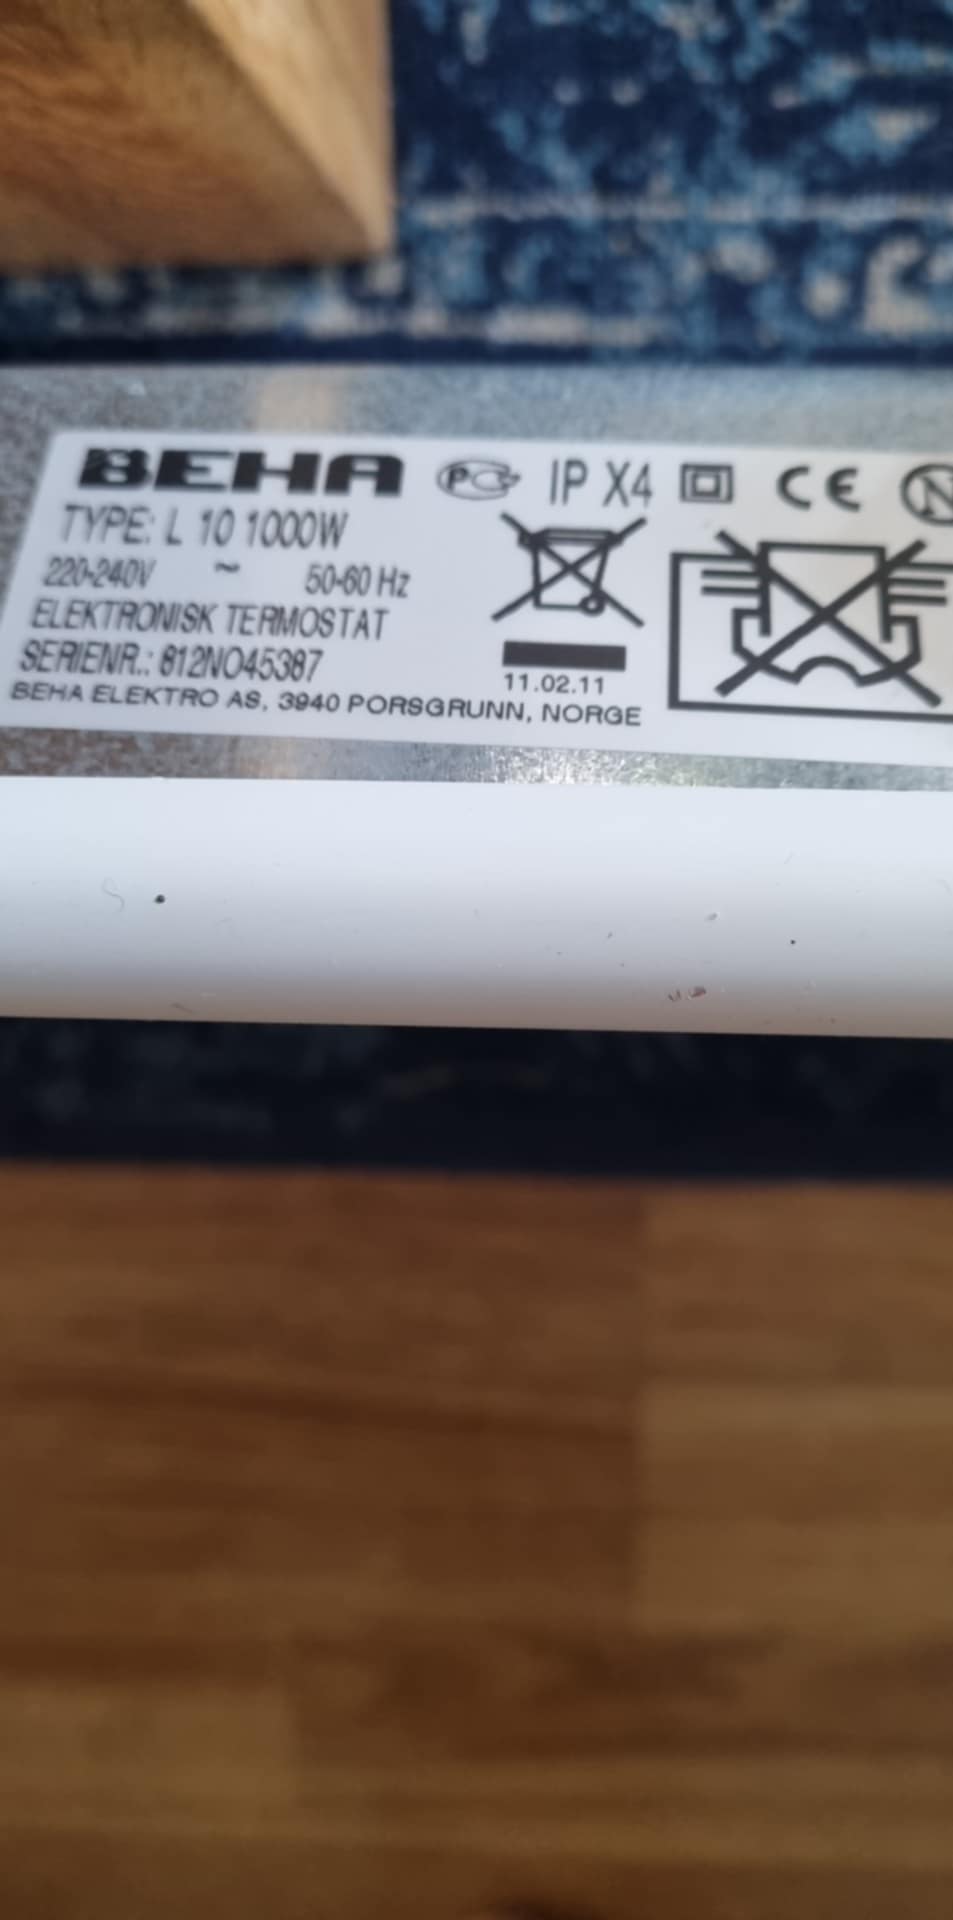 BEHA IP X4 CE N
TYPE: L 10 1000W
220-240V ~ 50-60 Hz
ELEKTRONISK TERMOSTAT
SERIENR.: 812NO45387
11.02.11
BEHA ELEKTRO AS, 3940 PORSGRUNN, NORGE